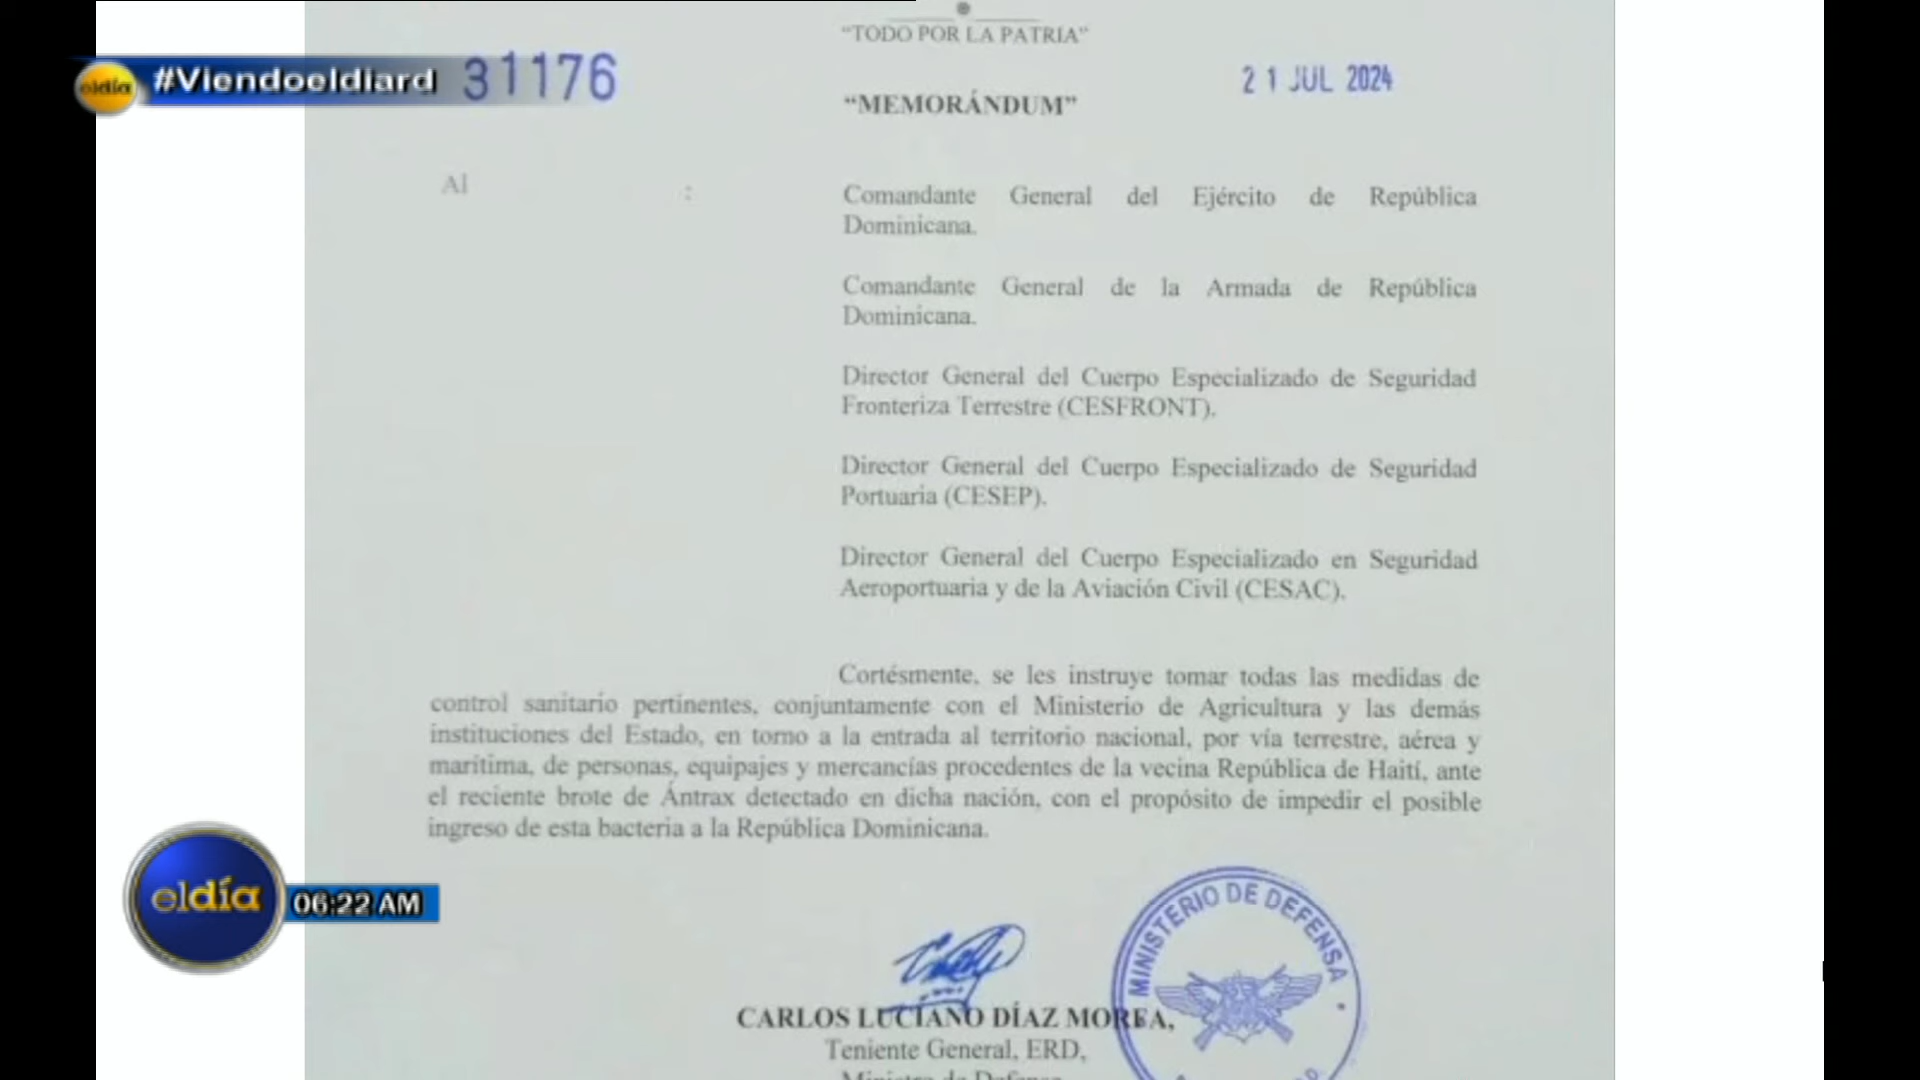 “TODO POR LA PATRIA”
eldía #Viendoeldiard 31176
21 JUL 2024
“MEMORÁNDUM”
Al :
Comandante General del Ejército de República
Dominicana.
Comandante General de la Armada de República
Dominicana.
Director General del Cuerpo Especializado de Seguridad
Fronteriza Terrestre (CESFRONT).
Director General del Cuerpo Especializado de Seguridad
Portuaria (CESEP).
Director General del Cuerpo Especializado en Seguridad
Aeroportuaria y de la Aviación Civil (CESAC).
Cortésmente, se les instruye tomar todas las medidas de
control sanitario pertinentes, conjuntamente con el Ministerio de Agricultura y las demás
instituciones del Estado, en torno a la entrada al territorio nacional, por vía terrestre, aérea y
marítima, de personas, equipajes y mercancías procedentes de la vecina República de Haití, ante
el reciente brote de Ántrax detectado en dicha nación, con el propósito de impedir el posible
ingreso de esta bacteria a la República Dominicana.
eldía 06:22 AM
MINISTERIO DE DEFENSA
CARLOS LUCIANO DÍAZ MORFA,
Teniente General, ERD,
Ministro de Defensa